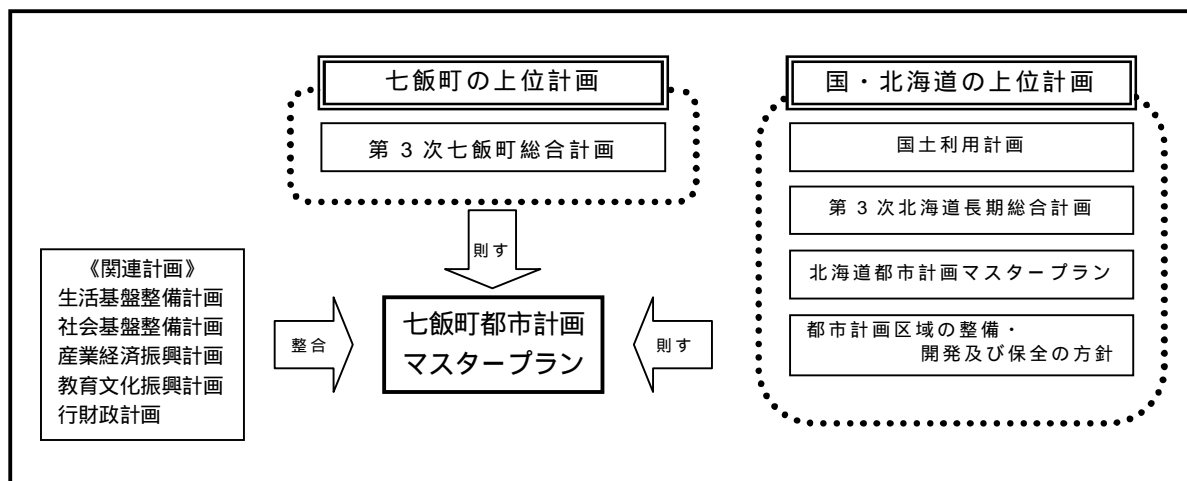 七飯町の上位計画
第3次七飯町総合計画
則す
国・北海道の上位計画
国土利用計画
第3次北海道長期総合計画
北海道都市計画マスタープラン
都市計画区域の整備・
開発及び保全の方針
《関連計画》
生活基盤整備計画
社会基盤整備計画
産業経済振興計画
教育文化振興計画
行財政計画
整合
七飯町都市計画
マスタープラン
則す